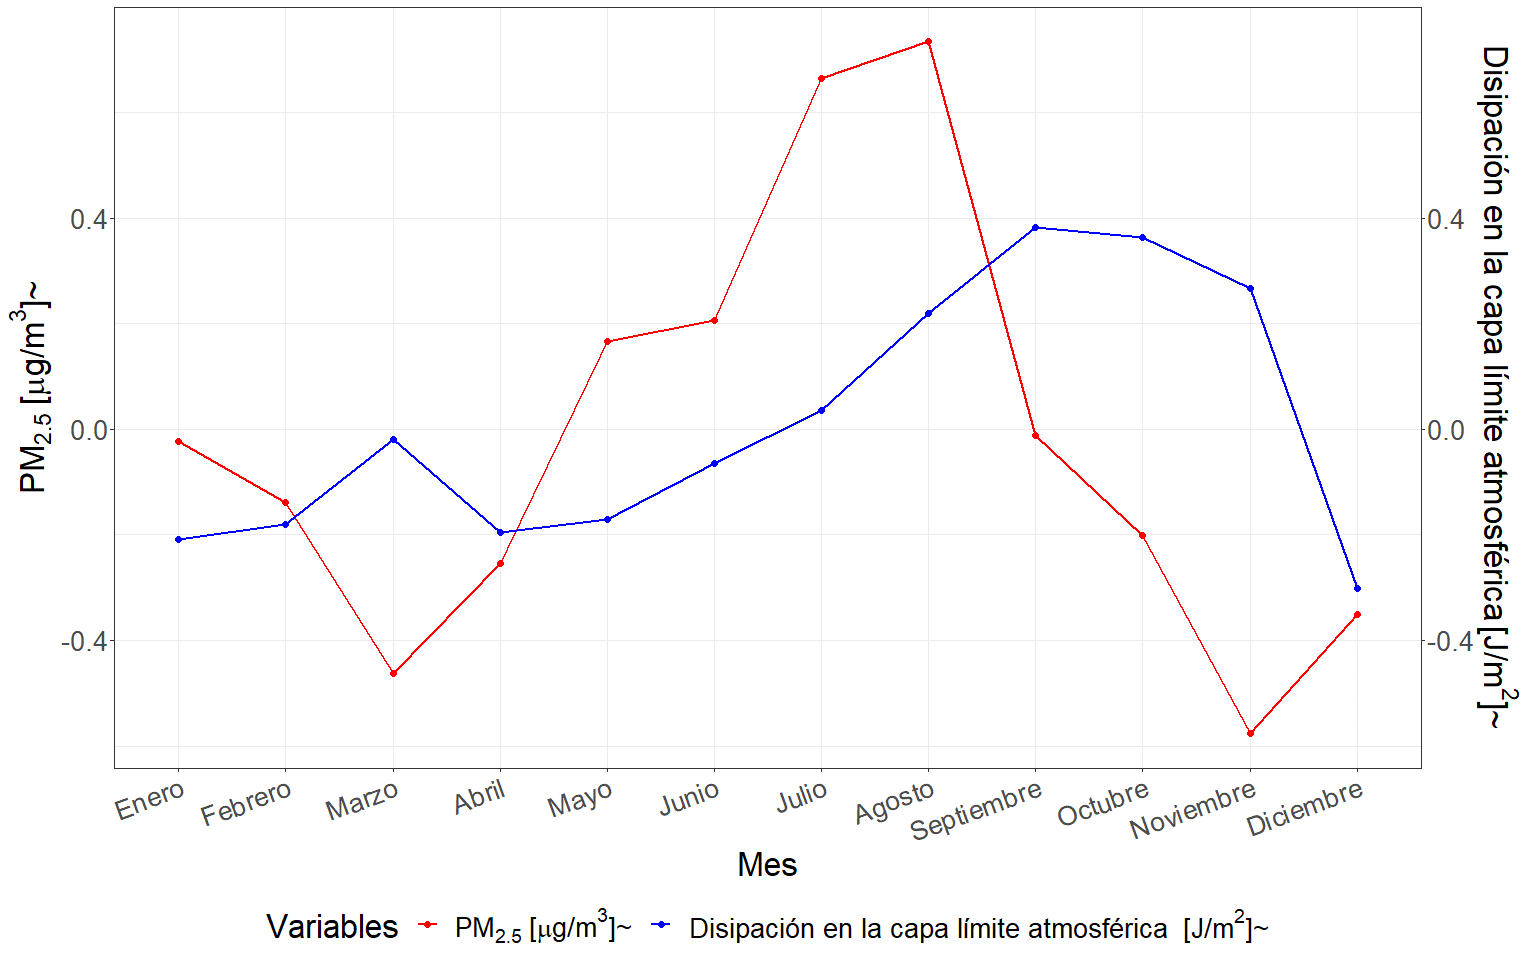 PM2.5 [μg/m3]~
0.4
0.0
-0.4
0.4
0.0
-0.4
Disipación en la capa límite atmosférica [J/m2]~
Enero
Febrero
Marzo
Abril
Mayo
Junio
Julio
Agosto
Septiembre
Octubre
Noviembre
Diciembre
Mes
Variables PM2.5 [μg/m3]~ Disipación en la capa límite atmosférica [J/m2]~